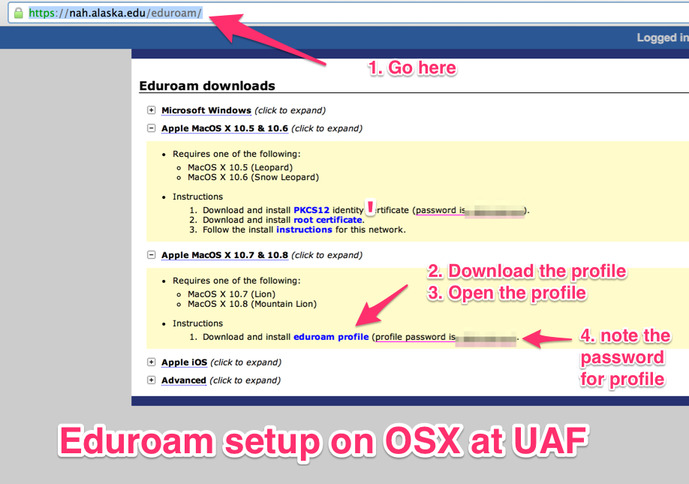 https://nah.alaska.edu/eduroam/
Logged in
1. Go here
Eduroam downloads
Microsoft Windows (click to expand)
Apple MacOS X 10.5 & 10.6 (click to expand)
• Requires one of the following:
MacOS X 10.5 (Leopard)
MacOS X 10.6 (Snow Leopard)
• Instructions
1. Download and install PKCS12 identity ! ertificate (password is ).
2. Download and install root certificate.
3. Follow the install instructions for this network.
Apple MacOS X 10.7 & 10.8 (click to expand)
2. Download the profile
• Requires one of the following:
3. Open the profile
MacOS X 10.7 (Lion)
MacOS X 10.8 (Mountain Lion)
• Instructions
1. Download and install eduroam profile (profile password is .
4. note the
password
for profile
Apple iOS (click to expand)
Advanced (click to expand)
Eduroam setup on OSX at UAF